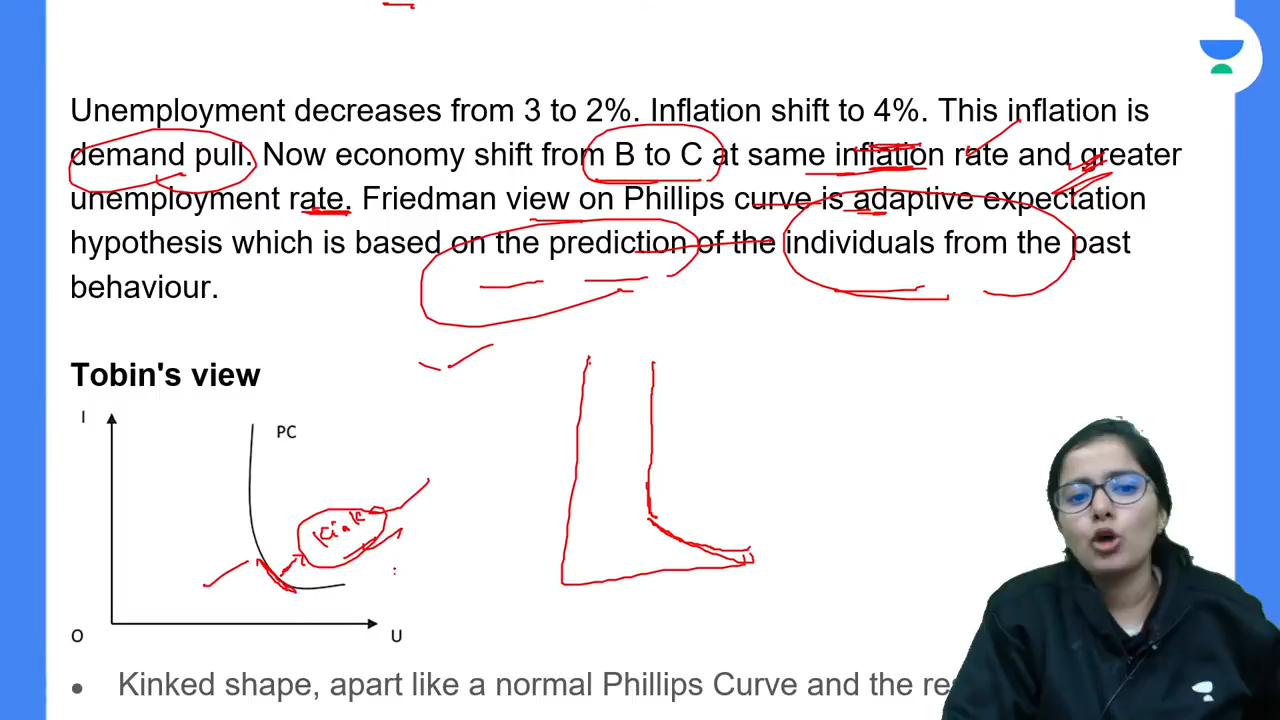 Unemployment decreases from 3 to 2%. Inflation shift to 4%. This inflation is
demand pull. Now economy shift from B to C at same inflation rate and greater
unemployment rate. Friedman view on Phillips curve is adaptive expectation
hypothesis which is based on the prediction of the individuals from the past
behaviour.
Tobin's view
I
PC
Kink
O
U
• Kinked shape, apart like a normal Phillips Curve and the